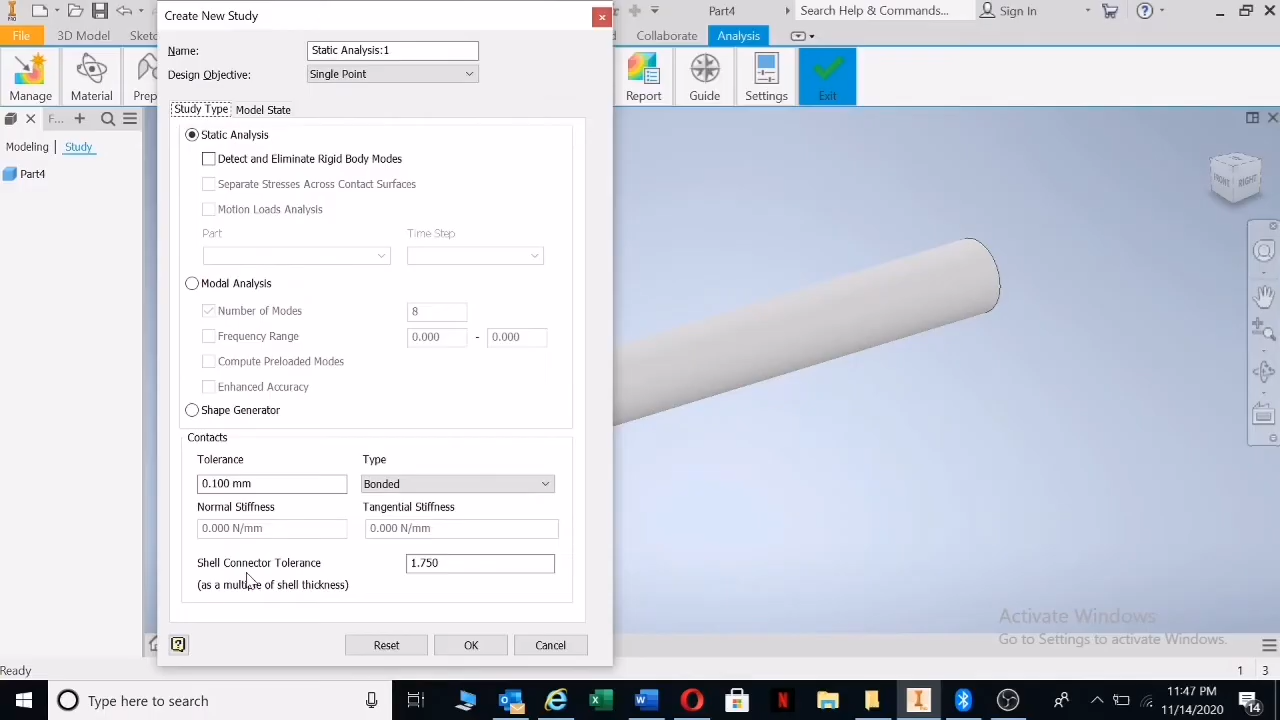 Create New Study
Part4
Search Help & Commands...
Sign In
File
3D Model
Collaborate
Analysis
Manage
Material
Report
Guide
Settings
Exit
F...
Modeling
Study
Part4
Name:
Static Analysis:1
Design Objective:
Single Point
Study Type
Model State
Static Analysis
Detect and Eliminate Rigid Body Modes
Separate Stresses Across Contact Surfaces
Motion Loads Analysis
Part
Time Step
Modal Analysis
Number of Modes
8
Frequency Range
0.000 - 0.000
Compute Preloaded Modes
Enhanced Accuracy
Shape Generator
Contacts
Tolerance
Type
0.100 mm
Bonded
Normal Stiffness
Tangential Stiffness
0.000 N/mm
0.000 N/mm
Shell Connector Tolerance
1.750
(as a multiple of shell thickness)
Reset
OK
Cancel
FRONT
RIGHT
Activate Windows
Go to Settings to activate Windows.
Ready
1 3
Type here to search
11:47 PM
11/14/2020
14